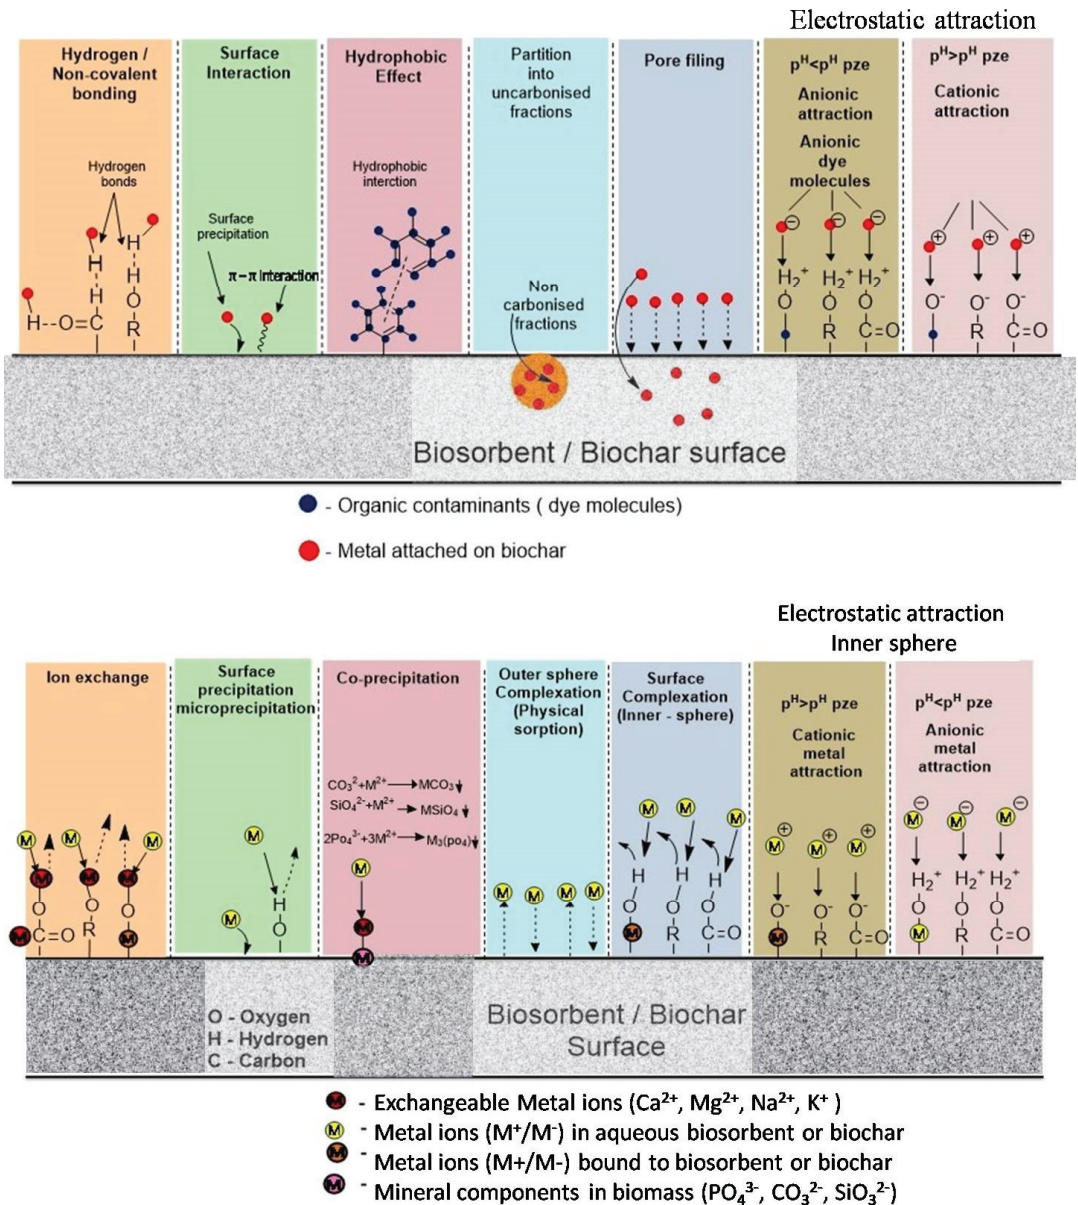 Electrostatic attraction
Hydrogen /
Non-covalent
bonding
Hydrogen
bonds
H
H
H
H
O
H--O=C
R
Surface
Interaction
Surface
precipitation
π – π Interaction
Hydrophobic
Effect
Hydrophobic
interction
Partition
into
uncarbonised
fractions
Non
carbonised
fractions
Pore filing
pᴴ<pᴴ pze
Anionic
attraction
Anionic
dye
molecules
⊖ ⊖ ⊖
H₂⁺ H₂⁺ H₂⁺
O O O
R C=O
pᴴ>pᴴ pze
Cationic
attraction
⊕ ⊕ ⊕
O⁻ O⁻ O⁻
R C=O
Biosorbent / Biochar surface
- Organic contaminants ( dye molecules)
- Metal attached on biochar
Electrostatic attraction
Inner sphere
Ion exchange
M M M
M M M
O O O
M C=O R M
Surface
precipitation
microprecipitation
M
H
M O
Co-precipitation
CO₃²+M²⁺ → MCO₃↓
SiO₄²⁻+M²⁺ → MSiO₄↓
2Po₄³⁻+3M²⁺ → M₃(po₄)↓
M
M
M
Outer sphere
Complexation
(Physical
sorption)
M M M M
Surface
Complexation
(Inner - sphere)
M M M
H H H
O O O
M R C=O
pᴴ>pᴴ pze
Cationic
metal
attraction
M⊕ M⊕ M⊕
O⁻ O⁻ O⁻
M R C=O
pᴴ<pᴴ pze
Anionic
metal
attraction
M⊖ M⊖ M⊖
H₂⁺ H₂⁺ H₂⁺
O O O
M R C=O
O - Oxygen
H - Hydrogen
C - Carbon
Biosorbent / Biochar
Surface
M - Exchangeable Metal ions (Ca²⁺, Mg²⁺, Na²⁺, K⁺ )
M - Metal ions (M⁺/M⁻) in aqueous biosorbent or biochar
M - Metal ions (M+/M-) bound to biosorbent or biochar
M - Mineral components in biomass (PO₄³⁻, CO₃²⁻, SiO₃²⁻)